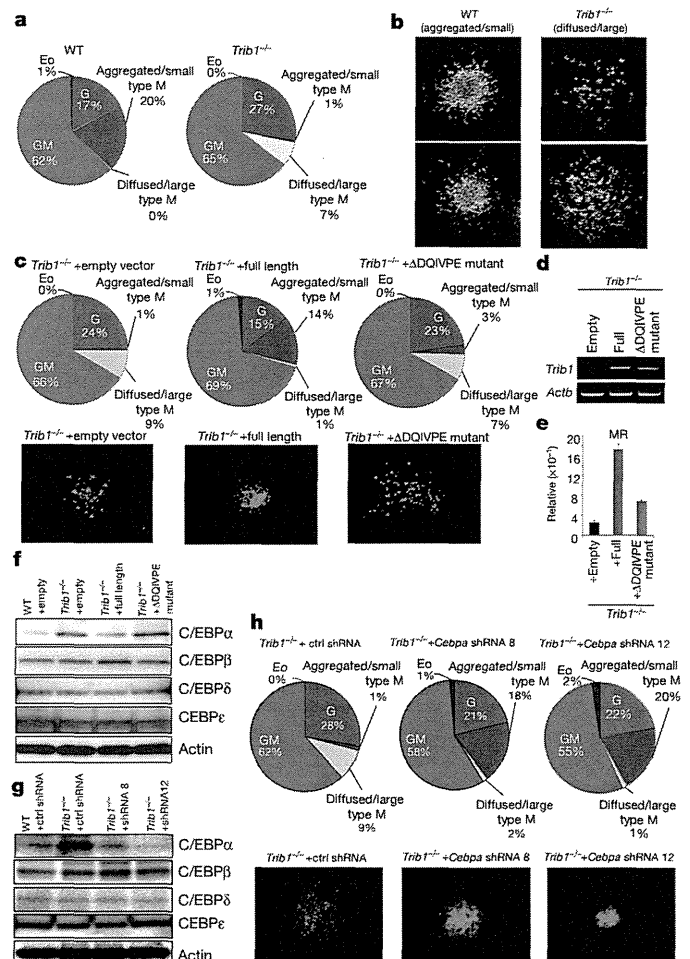 a
WT
Trib1-/-
Eo
1%
Aggregated/small
type M
20%
G
17%
GM
62%
Diffused/large
type M
0%
Eo
0%
Aggregated/small
type M
1%
G
27%
GM
65%
Diffused/large
type M
7%
b
WT
(aggregated/small)
Trib1-/-
(diffused/large)
c
Trib1-/- +empty vector
Eo
0%
Aggregated/small
type M
1%
G
24%
GM
66%
Diffused/large
type M
9%
Trib1-/- +full length
Eo
1%
Aggregated/small
type M
14%
G
15%
GM
69%
Diffused/large
type M
1%
Trib1-/- +ΔDQIVPE mutant
Eo
0%
Aggregated/small
type M
3%
G
23%
GM
67%
Diffused/large
type M
7%
Trib1-/- +empty vector
Trib1-/- +full length
Trib1-/- +ΔDQIVPE mutant
d
Trib1-/-
Empty
Full
ΔDQIVPE
mutant
Trib1
Actb
e
MR
Relative (×10⁻¹)
20
16
12
8
4
0
+Empty
+Full
+ΔDQIVPE
mutant
Trib1-/-
f
WT
+empty
Trib1-/-
+empty
Trib1-/-
+full length
Trib1-/-
+ΔDQIVPE
mutant
C/EBPα
C/EBPβ
C/EBPδ
CEBPε
Actin
g
WT
+ctrl shRNA
Trib1-/-
+ctrl shRNA
Trib1-/-
+shRNA 8
Trib1-/-
+shRNA12
C/EBPα
C/EBPβ
C/EBPδ
CEBPε
Actin
h
Trib1-/- + ctrl shRNA
Eo
0%
Aggregated/small
type M
1%
G
28%
GM
62%
Diffused/large
type M
9%
Trib1-/- +Cebpa shRNA 8
Eo
1%
Aggregated/small
type M
18%
G
21%
GM
58%
Diffused/large
type M
2%
Trib1-/- +Cebpa shRNA 12
Eo
2%
Aggregated/small
type M
20%
G
22%
GM
55%
Diffused/large
type M
1%
Trib1-/- +ctrl shRNA
Trib1-/- +Cebpa shRNA 8
Trib1-/- +Cebpa shRNA 12